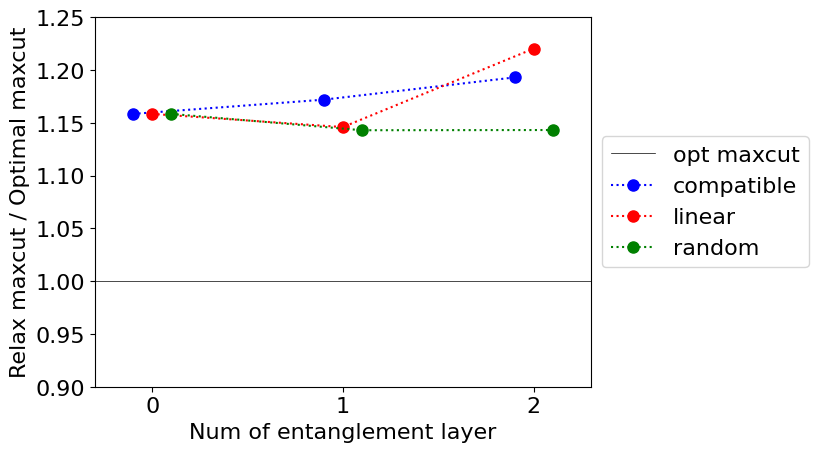 Relax maxcut / Optimal maxcut
1.25
1.20
1.15
1.10
1.05
1.00
0.95
0.90
0
1
2
Num of entanglement layer
opt maxcut
compatible
linear
random